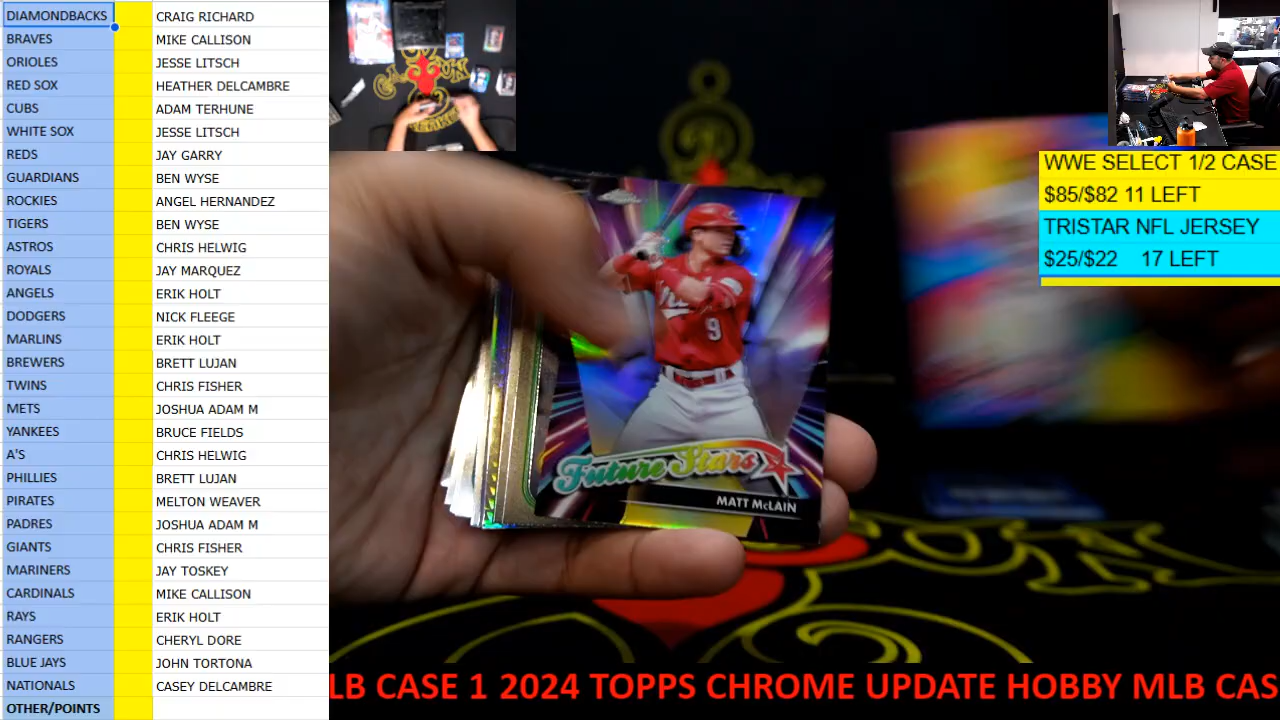 DIAMONDBACKS CRAIG RICHARD
BRAVES MIKE CALLISON
ORIOLES JESSE LITSCH
RED SOX HEATHER DELCAMBRE
CUBS ADAM TERHUNE
WHITE SOX JESSE LITSCH
REDS JAY GARRY
GUARDIANS BEN WYSE
ROCKIES ANGEL HERNANDEZ
TIGERS BEN WYSE
ASTROS CHRIS HELWIG
ROYALS JAY MARQUEZ
ANGELS ERIK HOLT
DODGERS NICK FLEEGE
MARLINS ERIK HOLT
BREWERS BRETT LUJAN
TWINS CHRIS FISHER
METS JOSHUA ADAM M
YANKEES BRUCE FIELDS
A'S CHRIS HELWIG
PHILLIES BRETT LUJAN
PIRATES MELTON WEAVER
PADRES JOSHUA ADAM M
GIANTS CHRIS FISHER
MARINERS JAY TOSKEY
CARDINALS MIKE CALLISON
RAYS ERIK HOLT
RANGERS CHERYL DORE
BLUE JAYS JOHN TORTONA
NATIONALS CASEY DELCAMBRE
OTHER/POINTS
WWE SELECT 1/2 CASE
$85/$82 11 LEFT
TRISTAR NFL JERSEY
$25/$22 17 LEFT
9
Future Stars
MATT McLAIN
LB CASE 1 2024 TOPPS CHROME UPDATE HOBBY MLB CAS